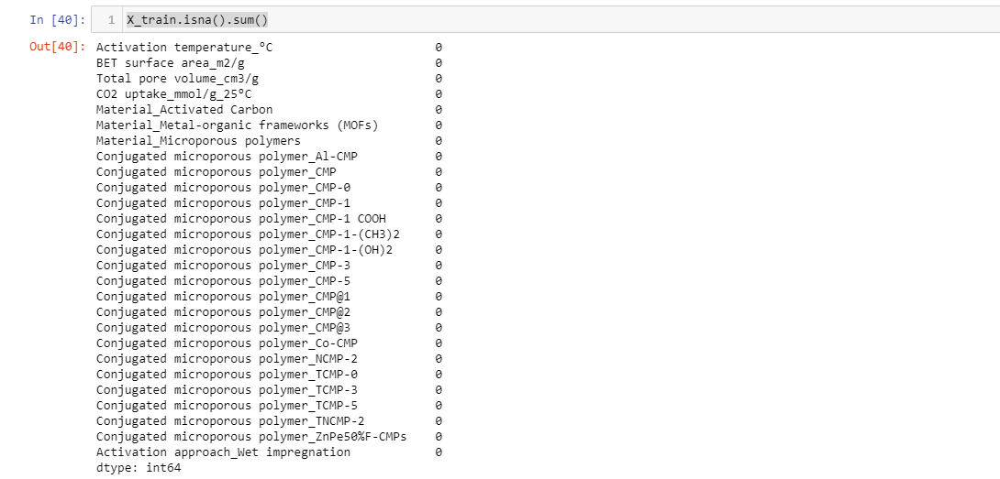 In [40]: 1 X_train.isna().sum()
Out[40]: Activation temperature_°C 0
BET surface area_m2/g 0
Total pore volume_cm3/g 0
CO2 uptake_mmol/g_25°C 0
Material_Activated Carbon 0
Material_Metal-organic frameworks (MOFs) 0
Material_Microporous polymers 0
Conjugated microporous polymer_Al-CMP 0
Conjugated microporous polymer_CMP 0
Conjugated microporous polymer_CMP-0 0
Conjugated microporous polymer_CMP-1 0
Conjugated microporous polymer_CMP-1 COOH 0
Conjugated microporous polymer_CMP-1-(CH3)2 0
Conjugated microporous polymer_CMP-1-(OH)2 0
Conjugated microporous polymer_CMP-3 0
Conjugated microporous polymer_CMP-5 0
Conjugated microporous polymer_CMP@1 0
Conjugated microporous polymer_CMP@2 0
Conjugated microporous polymer_CMP@3 0
Conjugated microporous polymer_Co-CMP 0
Conjugated microporous polymer_NCMP-2 0
Conjugated microporous polymer_TCMP-0 0
Conjugated microporous polymer_TCMP-3 0
Conjugated microporous polymer_TCMP-5 0
Conjugated microporous polymer_TNCMP-2 0
Conjugated microporous polymer_ZnPe50%F-CMPs 0
Activation approach_Wet impregnation 0
dtype: int64